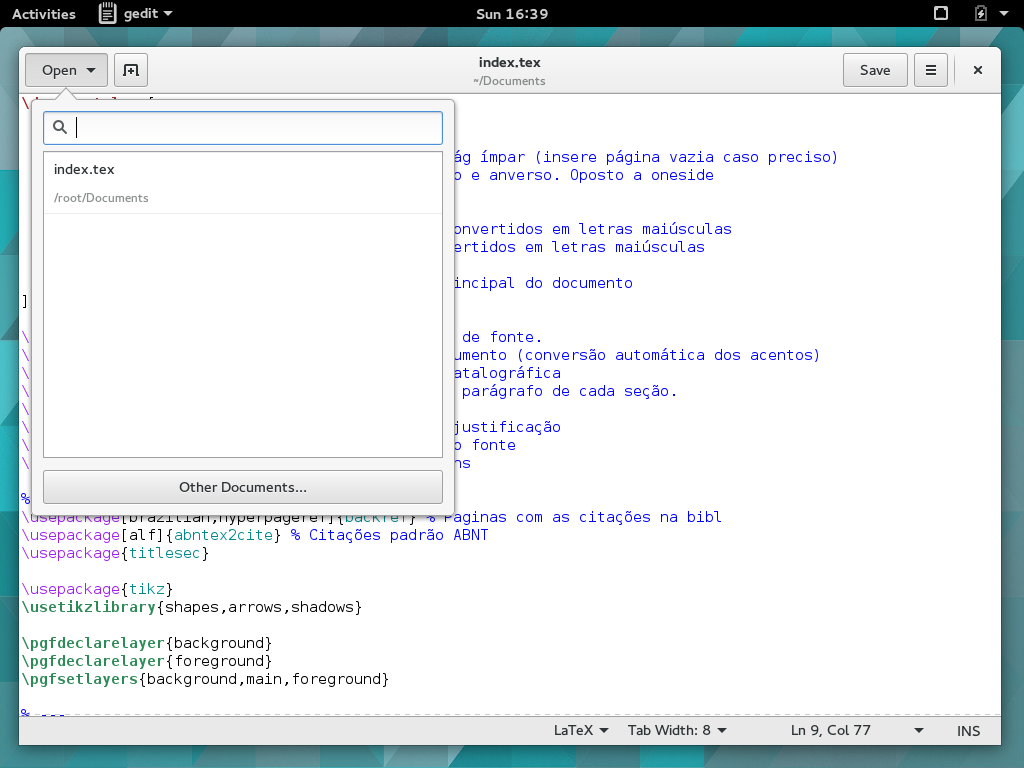 Activities gedit Sun 16:39
Open index.tex Save
~/Documents
index.tex
/root/Documents
Other Documents...
ág ímpar (insere página vazia caso preciso)
o e anverso. Oposto a oneside
onvertidos em letras maiúsculas
ertidos em letras maiúsculas
incipal do documento
]
\ de fonte.
\ umento (conversão automática dos acentos)
\ atalográfica
\ parágrafo de cada seção.
\
\ justificação
\ o fonte
\ ns
%
\usepackage[brazilian,hyperpageref]{backref} % Paginas com as citações na bibl
\usepackage[alf]{abntex2cite} % Citações padrão ABNT
\usepackage{titlesec}
\usepackage{tikz}
\usetikzlibrary{shapes,arrows,shadows}
\pgfdeclarelayer{background}
\pgfdeclarelayer{foreground}
\pgfsetlayers{background,main,foreground}
% ---
LaTeX Tab Width: 8 Ln 9, Col 77 INS